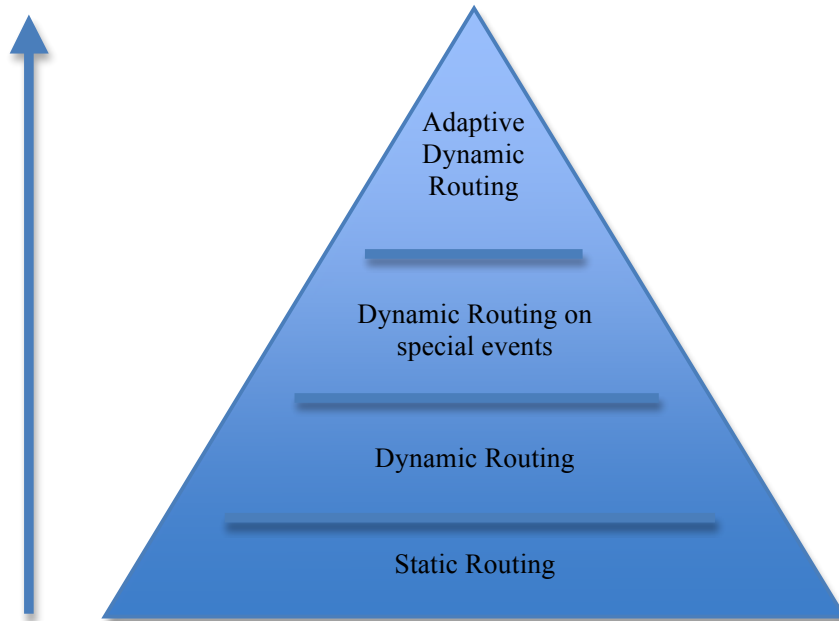 Adaptive
Dynamic
Routing
Dynamic Routing on
special events
Dynamic Routing
Static Routing